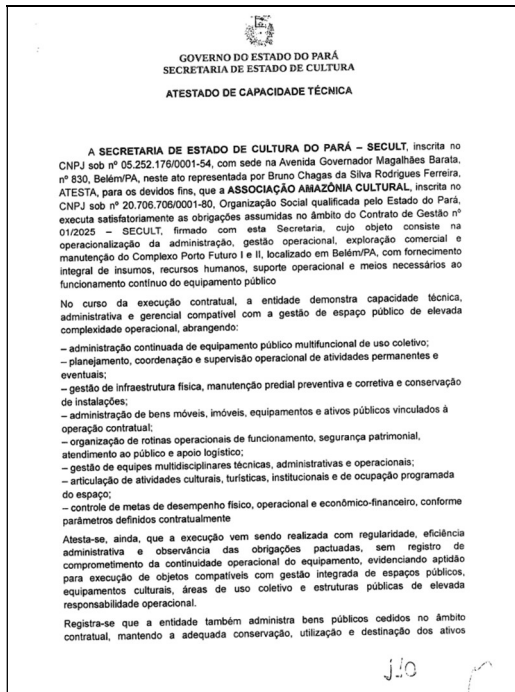 GOVERNO DO ESTADO DO PARÁ
SECRETARIA DE ESTADO DE CULTURA
ATESTADO DE CAPACIDADE TÉCNICA
A SECRETARIA DE ESTADO DE CULTURA DO PARÁ – SECULT, inscrita no
CNPJ sob nº 05.252.176/0001-54, com sede na Avenida Governador Magalhães Barata,
nº 830, Belém/PA, neste ato representada por Bruno Chagas da Silva Rodrigues Ferreira,
ATESTA, para os devidos fins, que a ASSOCIAÇÃO AMAZÔNIA CULTURAL, inscrita no
CNPJ sob nº 20.706.706/0001-80, Organização Social qualificada pelo Estado do Pará,
executa satisfatoriamente as obrigações assumidas no âmbito do Contrato de Gestão nº
01/2025 – SECULT, firmado com esta Secretaria, cujo objeto consiste na
operacionalização da administração, gestão operacional, exploração comercial e
manutenção do Complexo Porto Futuro I e II, localizado em Belém/PA, com fornecimento
integral de insumos, recursos humanos, suporte operacional e meios necessários ao
funcionamento contínuo do equipamento público
No curso da execução contratual, a entidade demonstra capacidade técnica,
administrativa e gerencial compatível com a gestão de espaço público de elevada
complexidade operacional, abrangendo:
– administração continuada de equipamento público multifuncional de uso coletivo;
– planejamento, coordenação e supervisão operacional de atividades permanentes e
eventuais;
– gestão de infraestrutura física, manutenção predial preventiva e corretiva e conservação
de instalações;
– administração de bens móveis, imóveis, equipamentos e ativos públicos vinculados à
operação contratual;
– organização de rotinas operacionais de funcionamento, segurança patrimonial,
atendimento ao público e apoio logístico;
– gestão de equipes multidisciplinares técnicas, administrativas e operacionais;
– articulação de atividades culturais, turísticas, institucionais e de ocupação programada
do espaço;
– controle de metas de desempenho físico, operacional e econômico-financeiro, conforme
parâmetros definidos contratualmente
Atesta-se, ainda, que a execução vem sendo realizada com regularidade, eficiência
administrativa e observância das obrigações pactuadas, sem registro de
comprometimento da continuidade operacional do equipamento, evidenciando aptidão
para execução de objetos compatíveis com gestão integrada de espaços públicos,
equipamentos culturais, áreas de uso coletivo e estruturas públicas de elevada
responsabilidade operacional.
Registra-se que a entidade também administra bens públicos cedidos no âmbito
contratual, mantendo a adequada conservação, utilização e destinação dos ativos